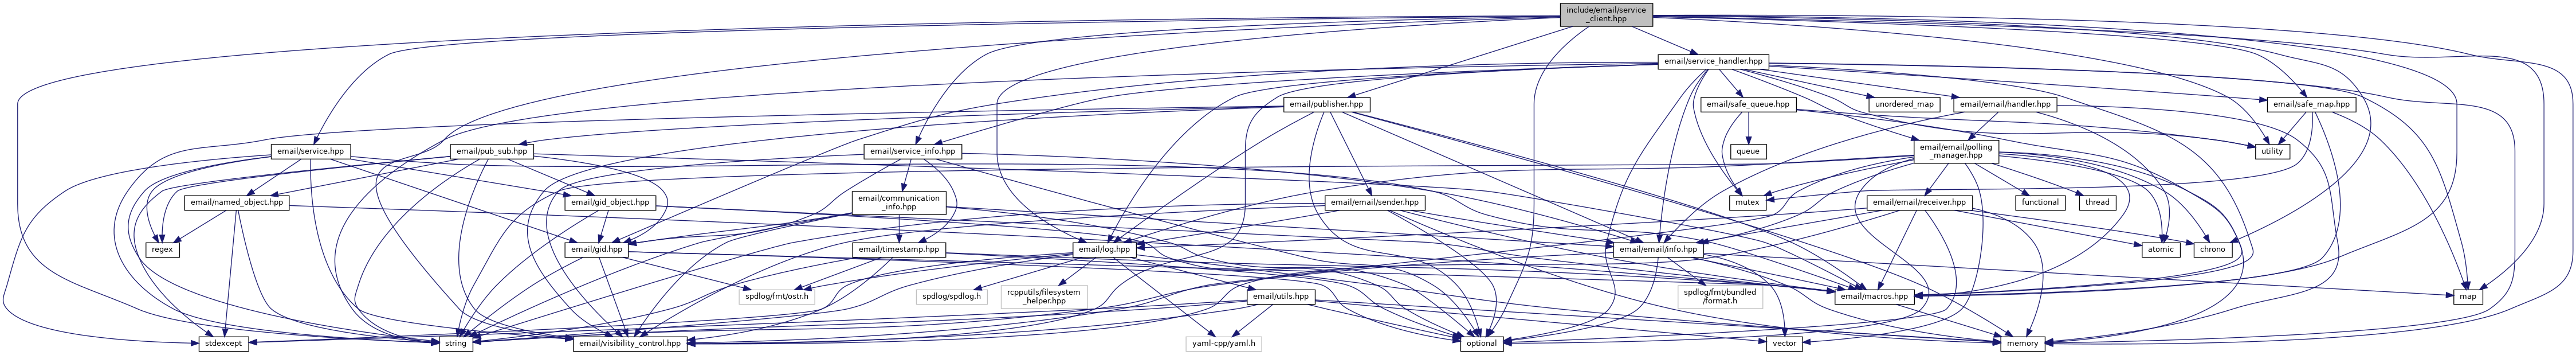 include/email/service
_client.hpp
email/service_handler.hpp
email/publisher.hpp
email/safe_queue.hpp
unordered_map
email/email/handler.hpp
email/safe_map.hpp
email/service.hpp
email/pub_sub.hpp
email/service_info.hpp
queue
email/email/polling
_manager.hpp
utility
email/named_object.hpp
email/gid_object.hpp
email/communication
_info.hpp
email/email/sender.hpp
mutex
email/email/receiver.hpp
functional
thread
regex
email/gid.hpp
email/timestamp.hpp
email/log.hpp
email/email/info.hpp
atomic
chrono
spdlog/fmt/ostr.h
spdlog/spdlog.h
rcpputils/filesystem
_helper.hpp
email/utils.hpp
spdlog/fmt/bundled
/format.h
email/macros.hpp
map
stdexcept
string
email/visibility_control.hpp
yaml-cpp/yaml.h
optional
vector
memory